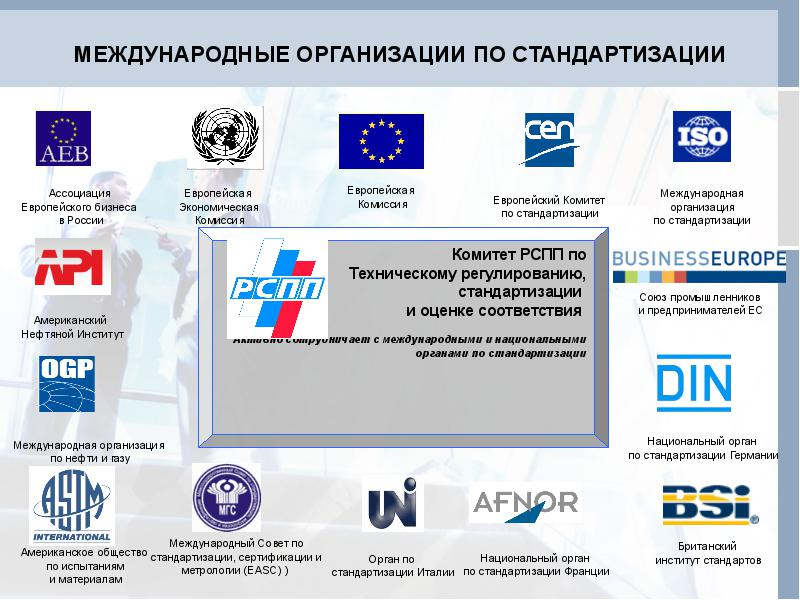 МЕЖДУНАРОДНЫЕ ОРГАНИЗАЦИИ ПО СТАНДАРТИЗАЦИИ
AEB
Ассоциация
Европейского бизнеса
в России
Европейская
Экономическая
Комиссия
Европейская
Комиссия
cen
Европейский Комитет
по стандартизации
ISO
Международная
организация
по стандартизации
API
Американский
Нефтяной Институт
РСПП
Комитет РСПП по
Техническому регулированию,
стандартизации
и оценке соответствия
Активно сотрудничает с международными и национальными
органами по стандартизации
BUSINESSEUROPE
Союз промышленников
и предпринимателей ЕС
OGP
Международная организация
по нефти и газу
DIN
Национальный орган
по стандартизации Германии
ASTM
INTERNATIONAL
Американское общество
по испытаниям
и материалам
МГС
Международный Совет по
стандартизации, сертификации и
метрологии (EASC) )
UNI
Орган по
стандартизации Италии
AFNOR
Национальный орган
по стандартизации Франции
BSi
Британский
институт стандартов